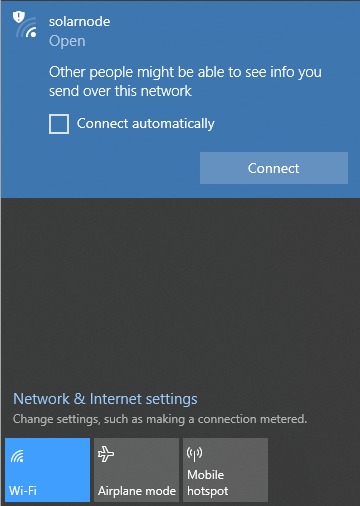 solarnode
Open
Other people might be able to see info you
send over this network
Connect automatically
Connect
Network & Internet settings
Change settings, such as making a connection metered.
Wi-Fi
Airplane mode
Mobile
hotspot